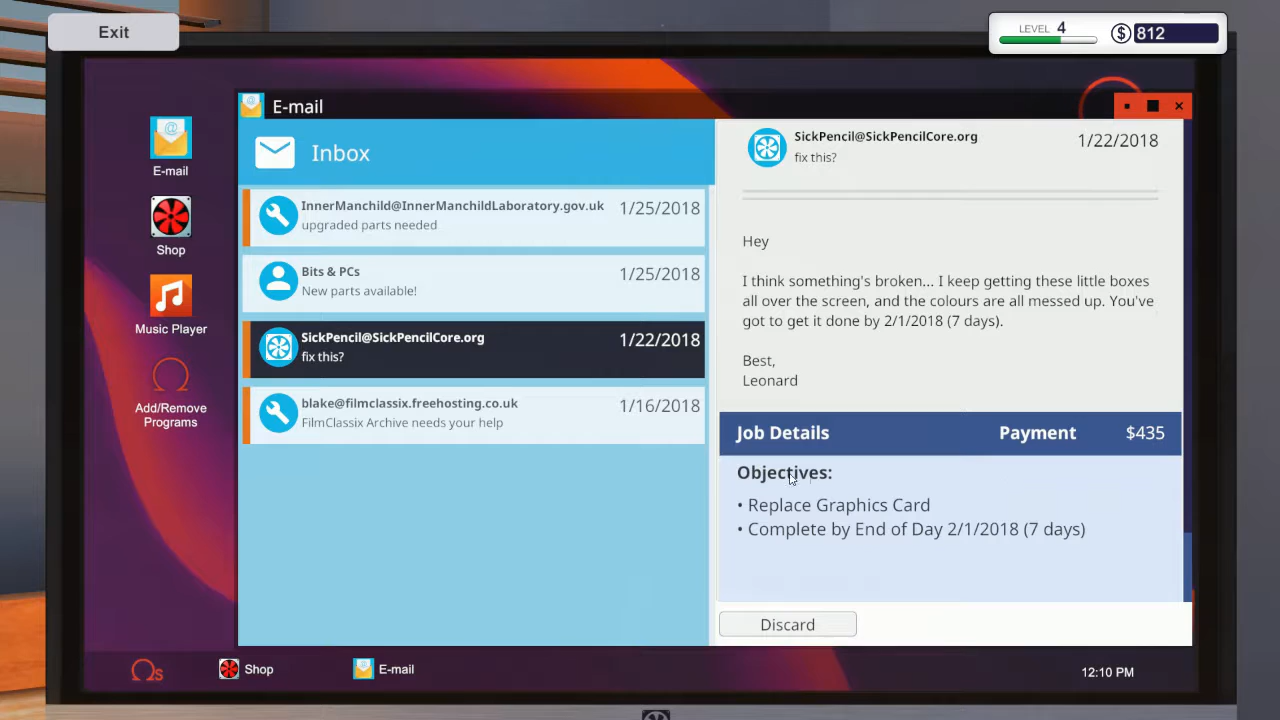 Exit
LEVEL 4
$ 812
E-mail
Shop
Music Player
Add/Remove
Programs
E-mail
Inbox
InnerManchild@InnerManchildLaboratory.gov.uk 1/25/2018
upgraded parts needed
Bits & PCs 1/25/2018
New parts available!
SickPencil@SickPencilCore.org 1/22/2018
fix this?
blake@filmclassix.freehosting.co.uk 1/16/2018
FilmClassix Archive needs your help
SickPencil@SickPencilCore.org 1/22/2018
fix this?
Hey
I think something's broken... I keep getting these little boxes
all over the screen, and the colours are all messed up. You've
got to get it done by 2/1/2018 (7 days).
Best,
Leonard
Job Details Payment $435
Objectives:
• Replace Graphics Card
• Complete by End of Day 2/1/2018 (7 days)
Discard
Ωs Shop E-mail 12:10 PM